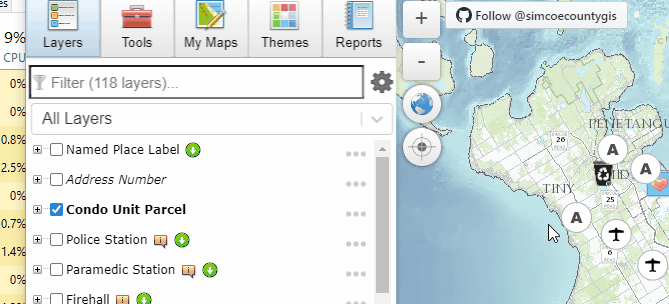 es
9%
CPU
0%
0%
0.8%
2.5%
0%
0.7%
1.4%
0%
Layers
Tools
My Maps
Themes
Reports
Filter (118 layers)...
All Layers
Named Place Label
Address Number
Condo Unit Parcel
Police Station
Paramedic Station
Firehall
+
-
Follow @simcoecountygis
PENETANGU
26
A
A
TINY
25
A
6